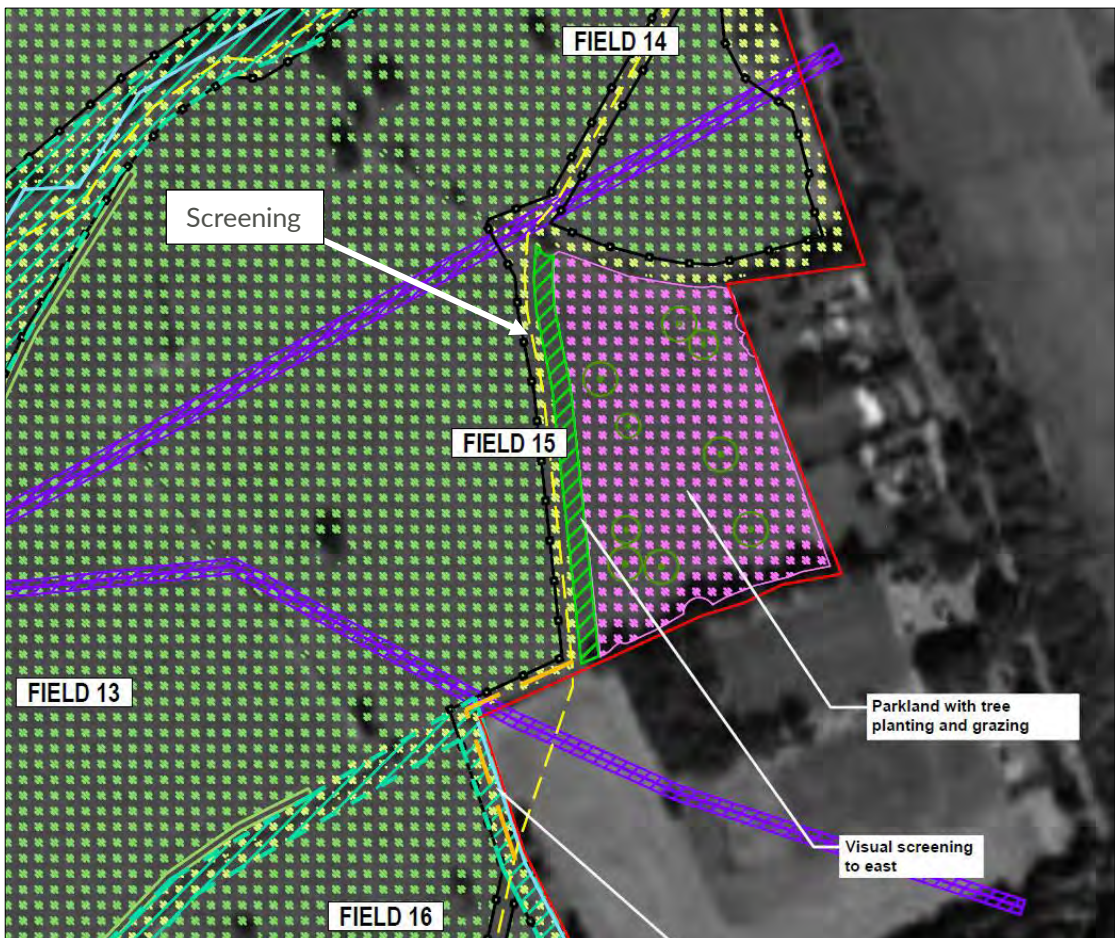 FIELD 14
Screening
FIELD 15
FIELD 13
Parkland with tree
planting and grazing
Visual screening
to east
FIELD 16